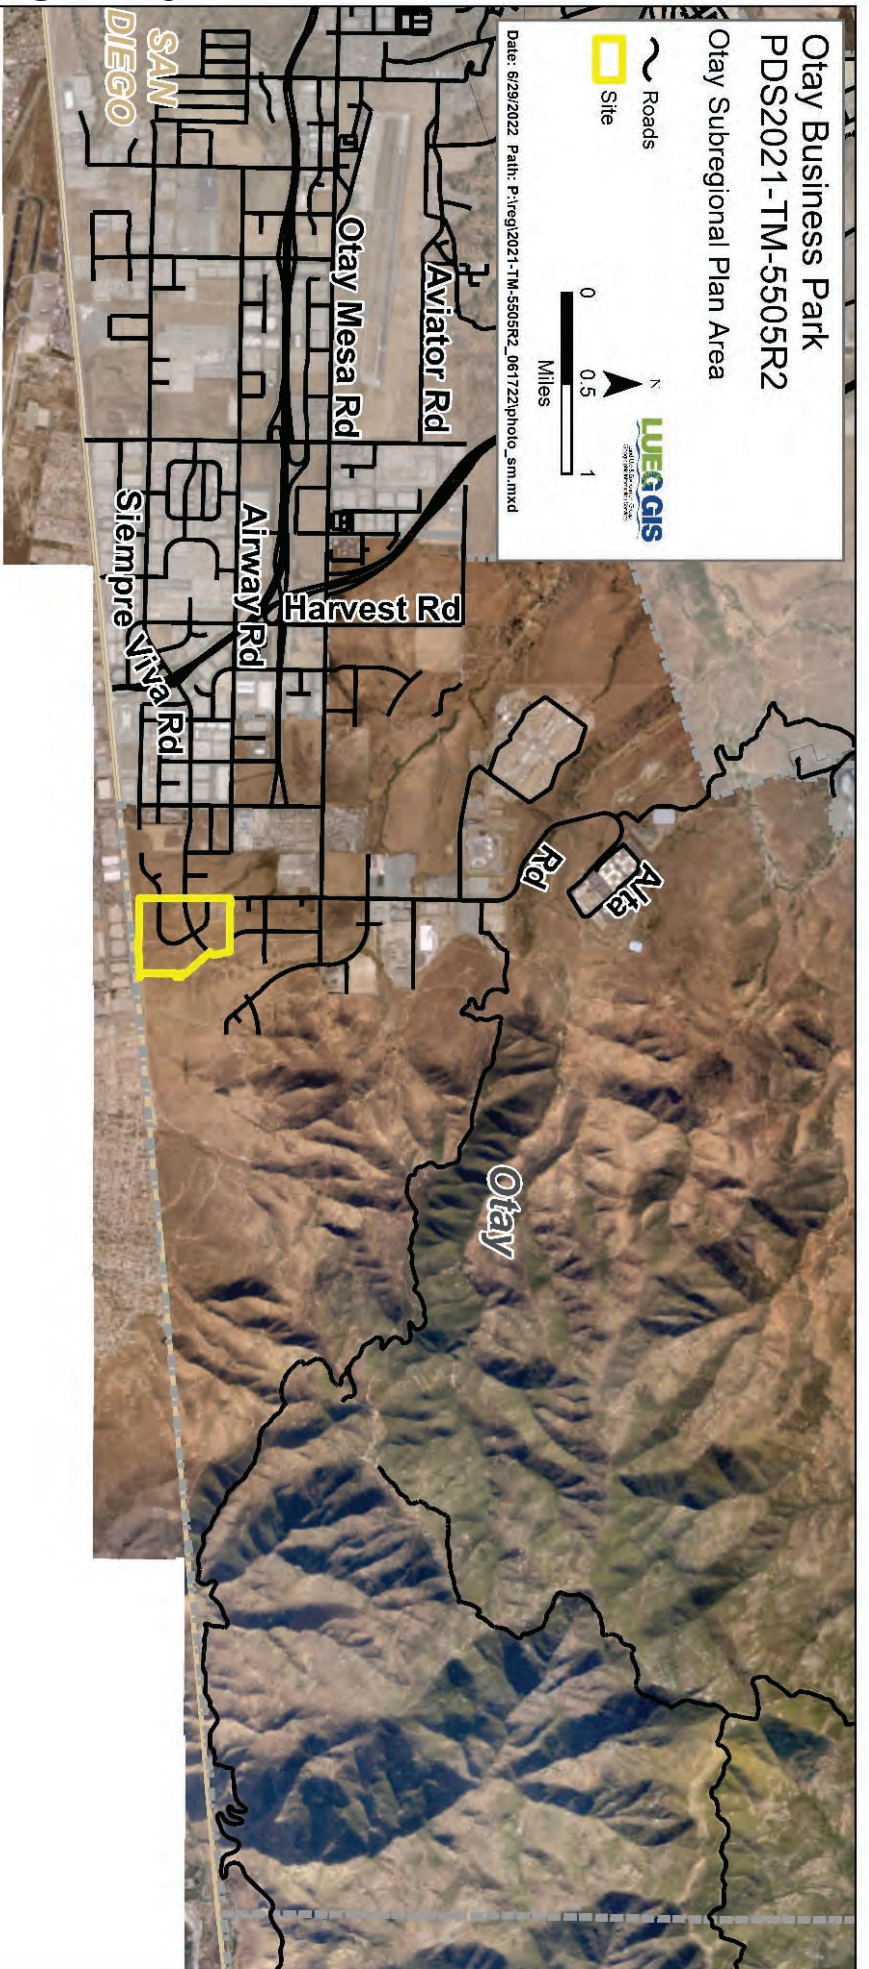 Otay Business Park
PDS2021-TM-5505R2
Otay Subregional Plan Area
Roads
Site
N
LUEG GIS
0 0.5 1
Miles
Date: 6/29/2022 Path: P:\reg\2021-TM-5505R2_061722\photo_sm.mxd
Aviator Rd
Otay Mesa Rd
Harvest Rd
Airway Rd
Siempre Viva Rd
Alta
Rd
Otay
SAN
DIEGO